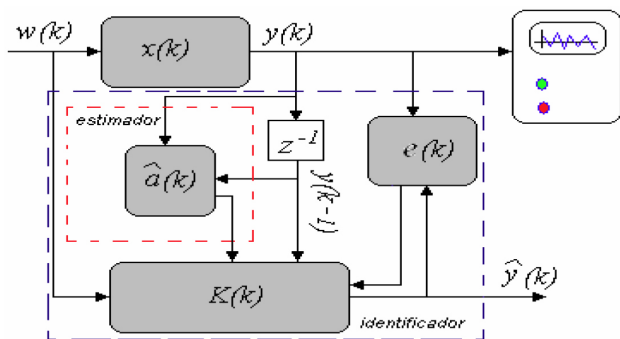 w(k)
x(k)
y(k)
estimador
z⁻¹
e(k)
â(k)
y(k-1)
K(k)
ŷ(k)
identificador